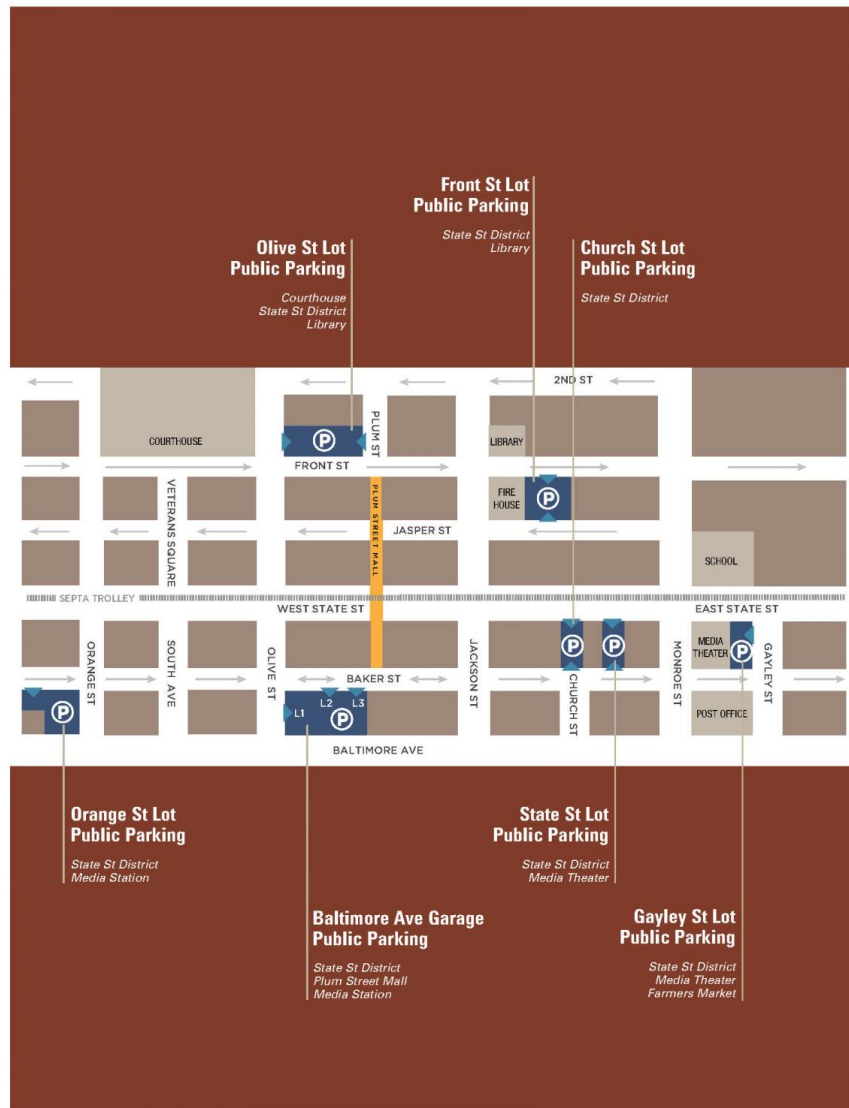 Front St Lot
Public Parking
State St District
Library
Olive St Lot
Public Parking
Courthouse
State St District
Library
Church St Lot
Public Parking
State St District
2ND ST
COURTHOUSE
P
PLUM ST
LIBRARY
FRONT ST
VETERANS SQUARE
PLUM STREET MALL
FIRE
HOUSE
P
JASPER ST
SCHOOL
SEPTA TROLLEY
WEST STATE ST
EAST STATE ST
ORANGE ST
SOUTH AVE
OLIVE ST
BAKER ST
JACKSON ST
P
CHURCH ST
P
MONROE ST
MEDIA
THEATER
P
GAYLEY ST
P
L1
L2
L3
P
POST OFFICE
BALTIMORE AVE
Orange St Lot
Public Parking
State St District
Media Station
State St Lot
Public Parking
State St District
Media Theater
Baltimore Ave Garage
Public Parking
State St District
Plum Street Mall
Media Station
Gayley St Lot
Public Parking
State St District
Media Theater
Farmers Market